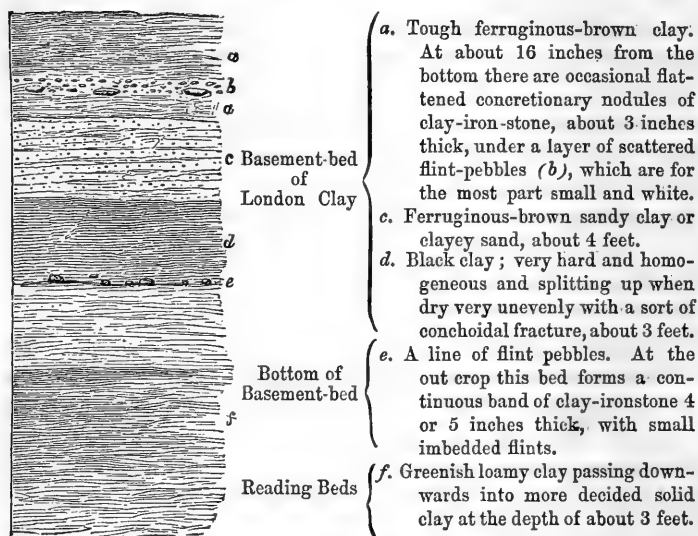 a
b
a
c
d
e
f
Basement-bed
of
London Clay
Bottom of
Basement-bed
Reading Beds
a. Tough ferruginous-brown clay.
At about 16 inches from the
bottom there are occasional flat-
tened concretionary nodules of
clay-iron-stone, about 3 inches
thick, under a layer of scattered
flint-pebbles (b), which are for
the most part small and white.
c. Ferruginous-brown sandy clay or
clayey sand, about 4 feet.
d. Black clay; very hard and homo-
geneous and splitting up when
dry very unevenly with a sort of
conchoidal fracture, about 3 feet.
e. A line of flint pebbles. At the
out crop this bed forms a con-
tinuous band of clay-ironstone 4
or 5 inches thick, with small
imbedded flints.
f. Greenish loamy clay passing down-
wards into more decided solid
clay at the depth of about 3 feet.